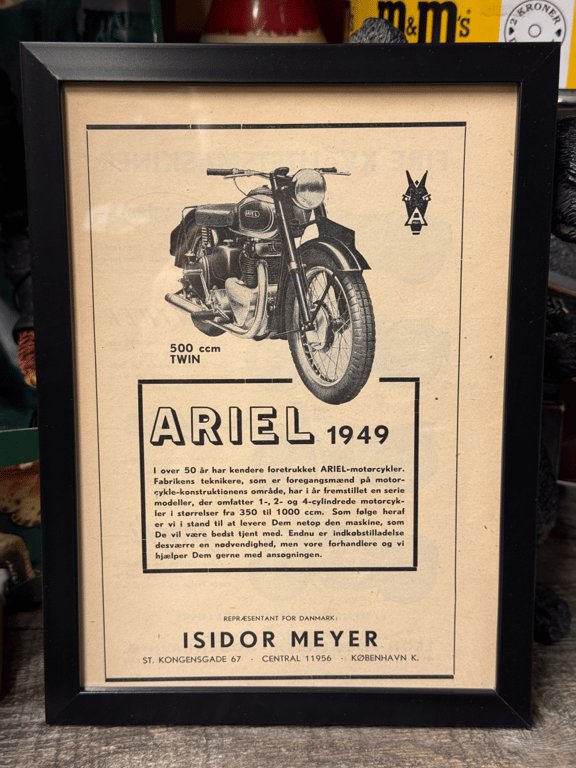 m&m's
2 KRONER
ARIEL
500 ccm
TWIN
ARIEL 1949
I over 50 år har kendere foretrukket ARIEL-motorcykler.
Fabrikens teknikere, som er foregangsmænd på motor-
cykle-konstruktionens område, har i år fremstillet en serie
modeller, der omfatter 1-, 2- og 4-cylindrede motorcyk-
ler i størrelser fra 350 til 1000 ccm. Som følge heraf
er vi i stand til at levere Dem netop den maskine, som
De vil være bedst tjent med. Endnu er indkøbstilladelse
desværre en nødvendighed, men vore forhandlere og vi
hjælper Dem gerne med ansøgningen.
REPRÆSENTANT FOR DANMARK:
ISIDOR MEYER
ST. KONGENSGADE 67 · CENTRAL 11956 · KØBENHAVN K.